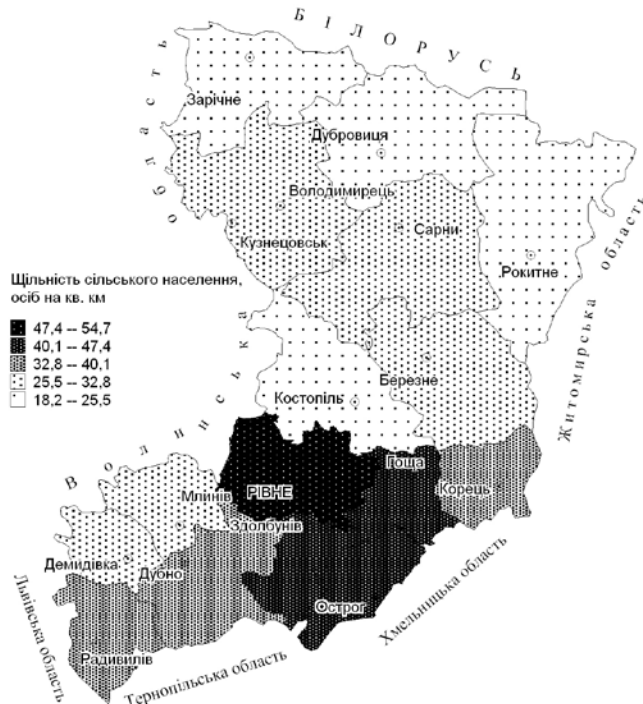 БІЛОРУСЬ
Зарічне
Дубровиця
Володимирець
Кузнецовськ
Сарни
Рокитне
Щільність сільського населення,
осіб на кв. км
47,4 -- 54,7
40,1 -- 47,4
32,8 -- 40,1
25,5 -- 32,8
18,2 -- 25,5
Волинська область
Житомирська область
Березне
Костопіль
Гоща
РІВНЕ
Корець
Млинів
Здолбунів
Демидівка
Дубно
Острог
Радивилів
Львівська область
Тернопільська область
Хмельницька область